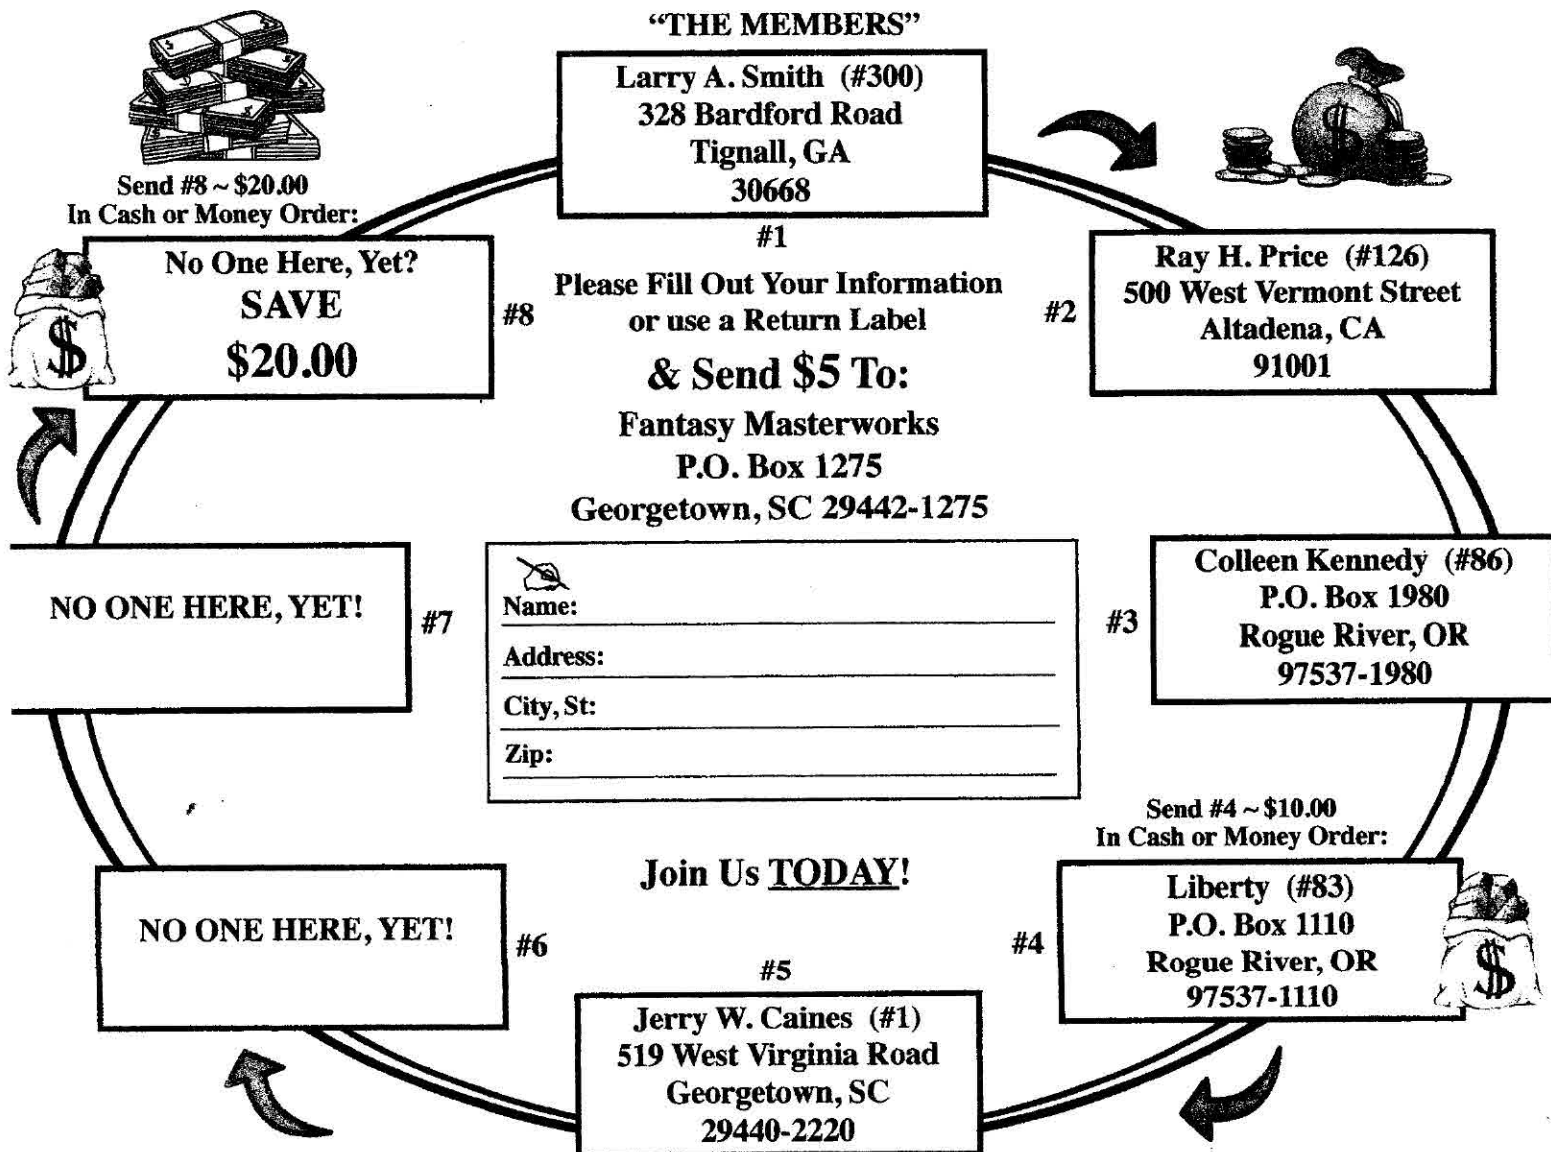 “THE MEMBERS”
Larry A. Smith (#300)
328 Bardford Road
Tignall, GA
30668
#1
Send #8 ~ $20.00
In Cash or Money Order:
No One Here, Yet?
SAVE
$20.00
#8
Please Fill Out Your Information
or use a Return Label
& Send $5 To:
Fantasy Masterworks
P.O. Box 1275
Georgetown, SC 29442-1275
#2
Ray H. Price (#126)
500 West Vermont Street
Altadena, CA
91001
NO ONE HERE, YET!
#7
Name:
Address:
City, St:
Zip:
#3
Colleen Kennedy (#86)
P.O. Box 1980
Rogue River, OR
97537-1980
Send #4 ~ $10.00
In Cash or Money Order:
Liberty (#83)
P.O. Box 1110
Rogue River, OR
97537-1110
#4
Join Us TODAY!
NO ONE HERE, YET!
#6
#5
Jerry W. Caines (#1)
519 West Virginia Road
Georgetown, SC
29440-2220
$
$
$